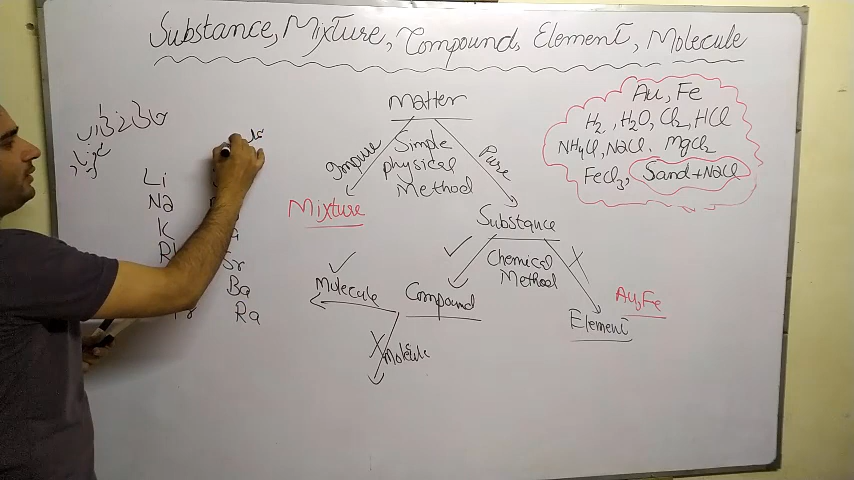 Substance, Mixture, Compound, Element, Molecule
Matter
Impure
Simple
physical
Method
Pure
Mixture
Substance
Chemical
Method
Molecule
Compound
Element
Au, Fe
Molecule
Au, Fe
H2, H2O, Cl2, HCl
NH4Cl, NaCl. MgCl2
FeCl3, Sand + NaCl
Li
Na
K
Sr
Ba
Ra